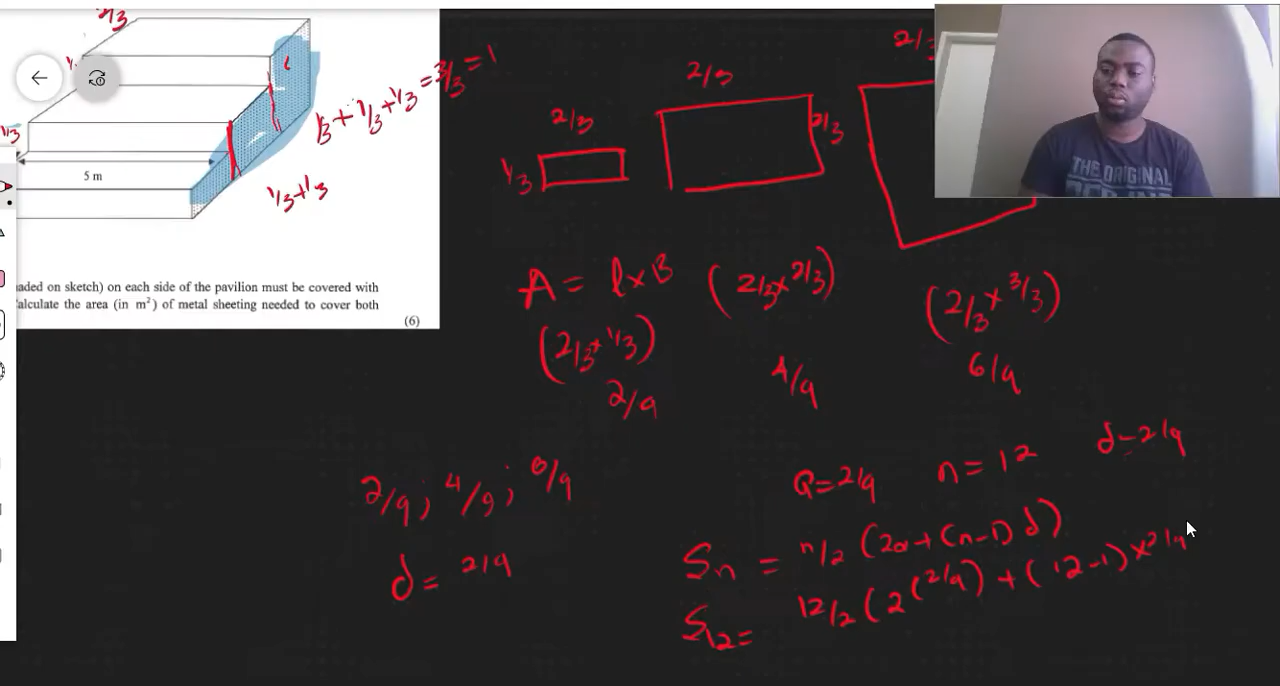 2/3
1/3
5 m
1/3 + 1/3 + 1/3 = 3/3 = 1
1/3 + 1/3
aded on sketch) on each side of the pavilion must be covered with
alculate the area (in m²) of metal sheeting needed to cover both
(6)
2/3
1/3
2/3
2/3
THE ORIGINAL
A = l x B
(2/3 x 1/3)
2/9
(2/3 x 2/3)
4/9
(2/3 x 3/3)
6/9
2/9 ; 4/9 ; 6/9
d = 2/9
a = 2/9 n = 12 d = 2/9
Sn = n/2 (2a + (n-1) d)
S12 = 12/2 (2(2/9) + (12-1) x 2/9